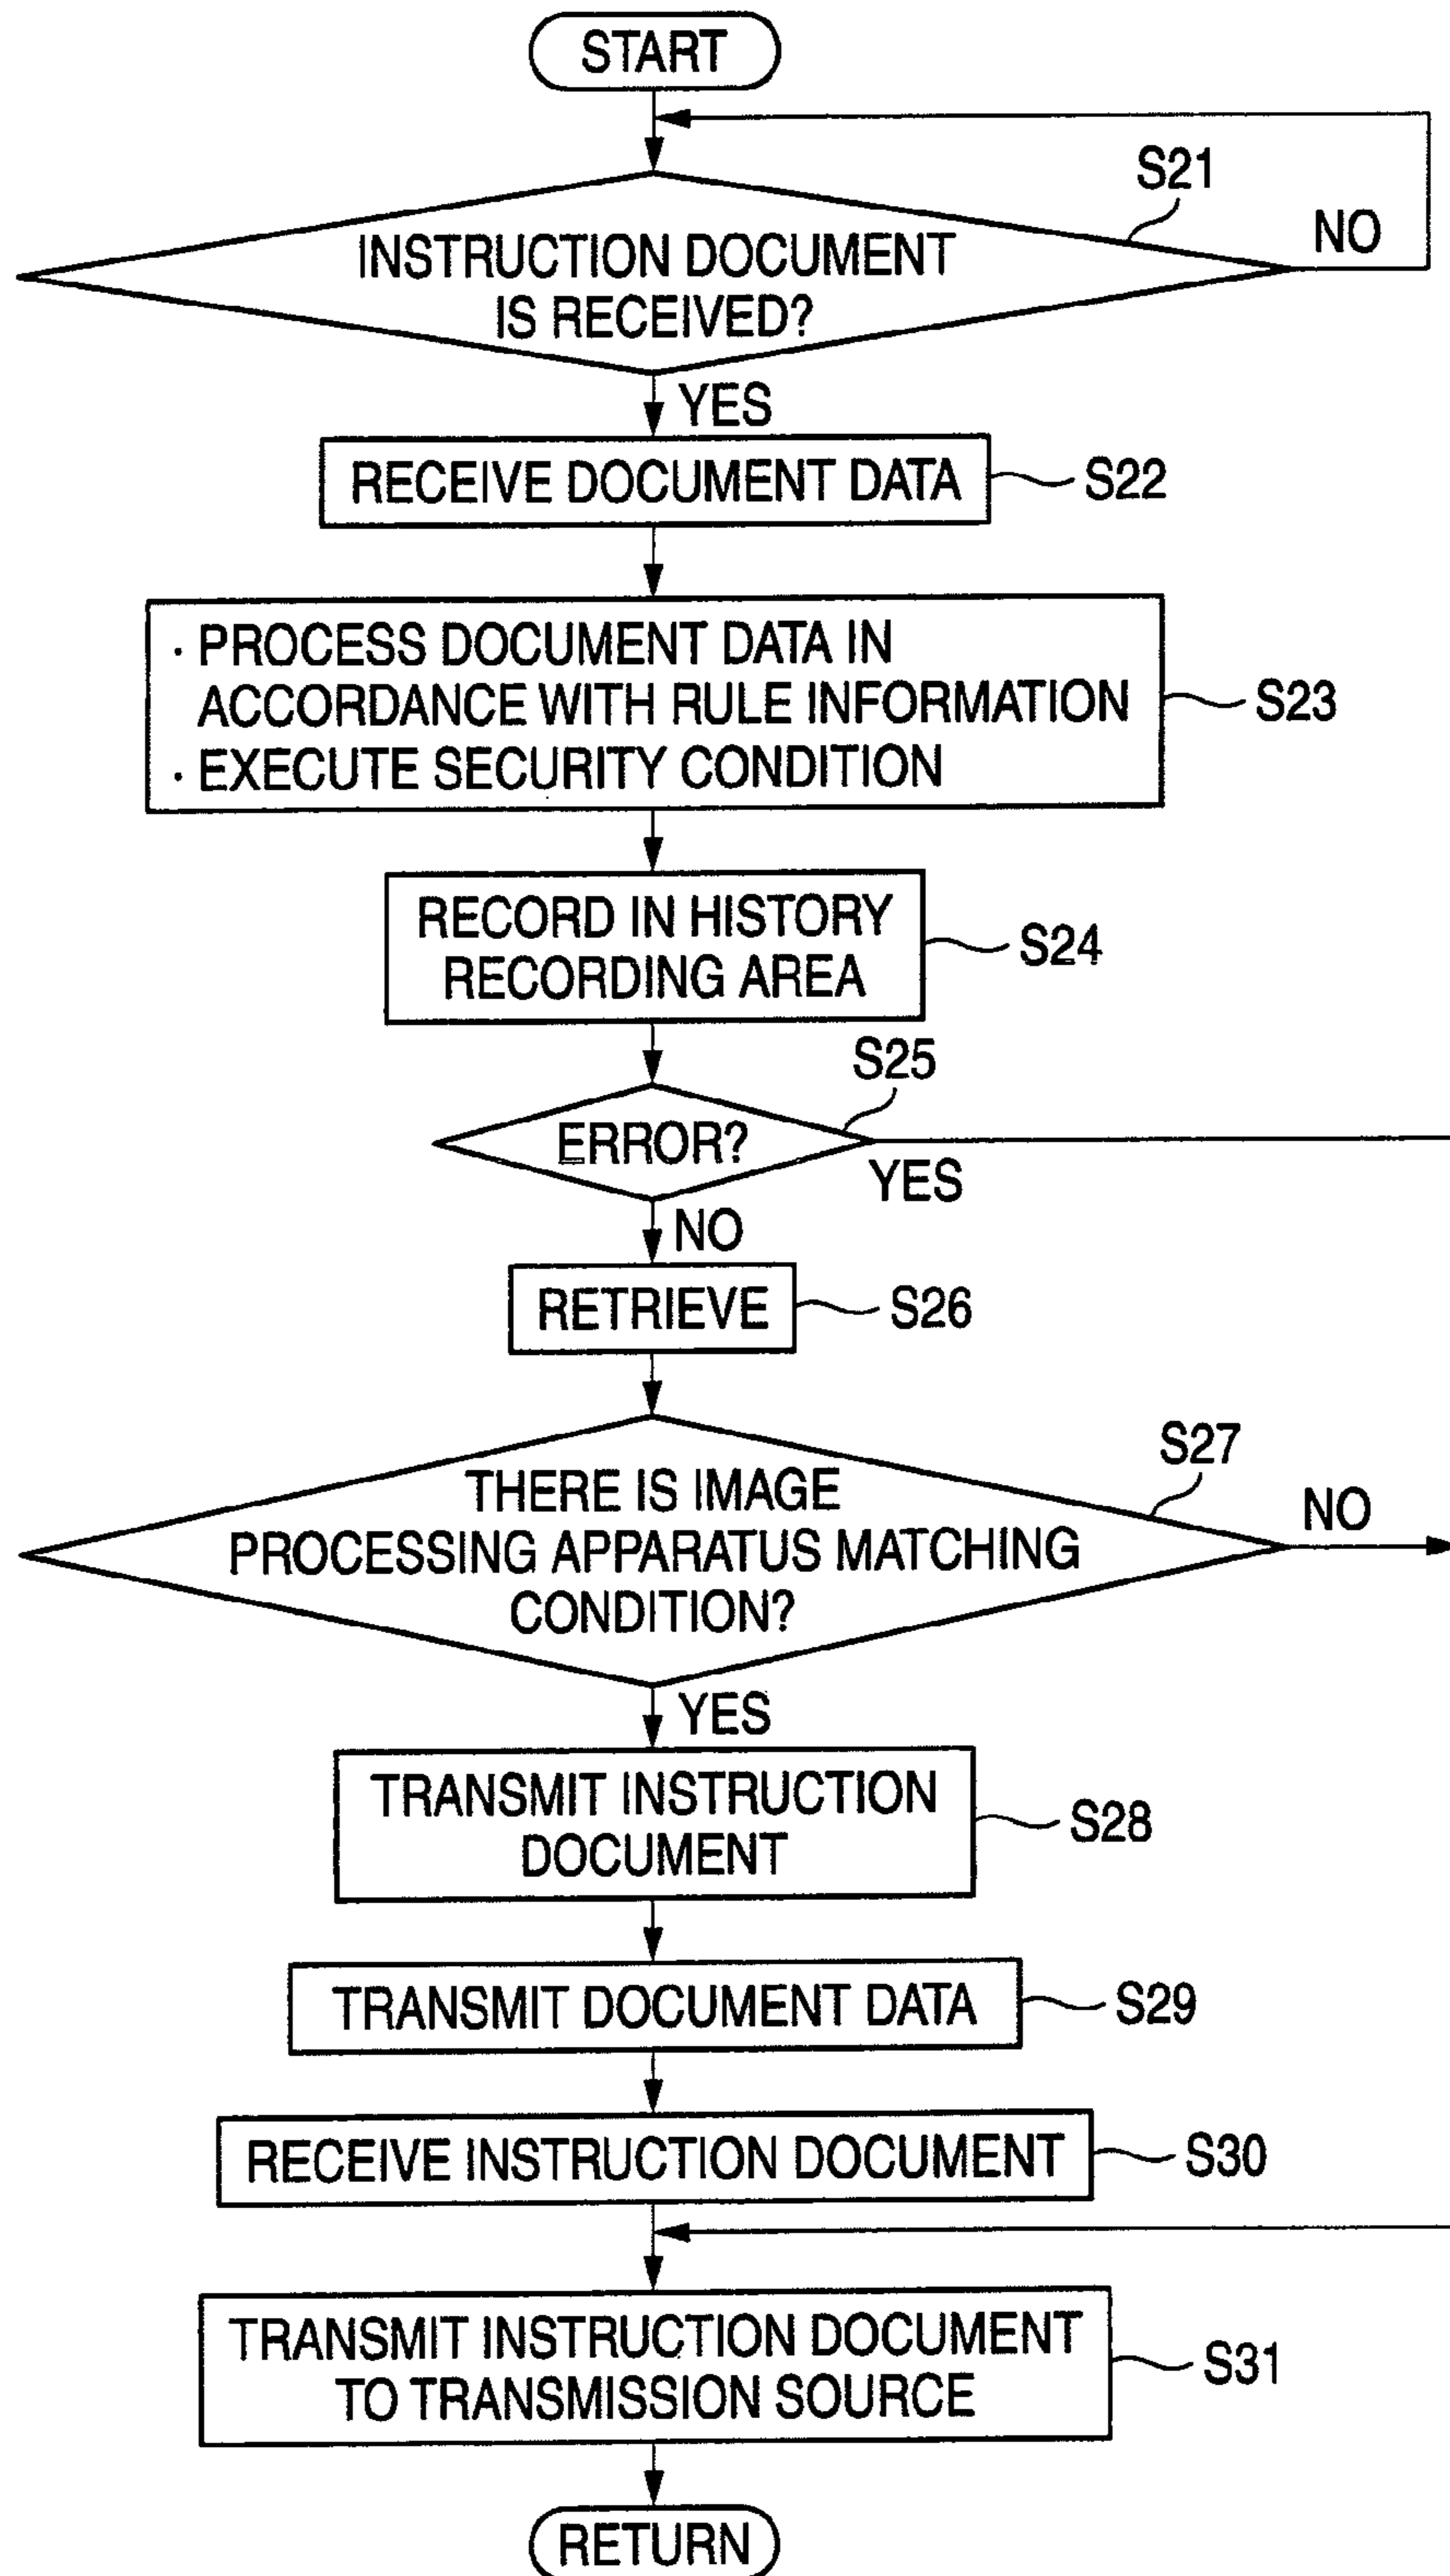 START
S21
NO
INSTRUCTION DOCUMENT
IS RECEIVED?
YES
RECEIVE DOCUMENT DATA
S22
· PROCESS DOCUMENT DATA IN
ACCORDANCE WITH RULE INFORMATION
· EXECUTE SECURITY CONDITION
S23
RECORD IN HISTORY
RECORDING AREA
S24
S25
ERROR?
YES
NO
RETRIEVE
S26
S27
NO
THERE IS IMAGE
PROCESSING APPARATUS MATCHING
CONDITION?
YES
TRANSMIT INSTRUCTION
DOCUMENT
S28
TRANSMIT DOCUMENT DATA
S29
RECEIVE INSTRUCTION DOCUMENT
S30
TRANSMIT INSTRUCTION DOCUMENT
TO TRANSMISSION SOURCE
S31
RETURN